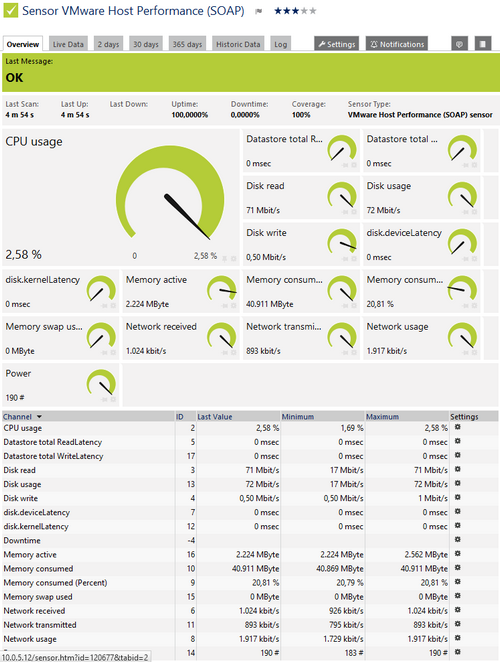 Sensor VMware Host Performance (SOAP)
Overview Live Data 2 days 30 days 365 days Historic Data Log Settings Notifications
Last Message:
OK
Last Scan: Last Up: Last Down: Uptime: Downtime: Coverage: Sensor Type:
4 m 54 s 4 m 54 s 100,0000% 0,0000% 100% VMware Host Performance (SOAP) sensor
CPU usage
0 2,58 %
2,58 %
Datastore total R...
0 msec
Datastore total ...
0 msec
Disk read
71 Mbit/s
Disk usage
72 Mbit/s
Disk write
0,50 Mbit/s
disk.deviceLatency
0 msec
disk.kernelLatency
0 msec
Memory active
2.224 MByte
Memory consum...
40.911 MByte
Memory consum...
20,81 %
Memory swap us...
0 MByte
Network received
1.024 kbit/s
Network transmi...
893 kbit/s
Network usage
1.917 kbit/s
Power
190 #
Channel ID Last Value Minimum Maximum Settings
CPU usage 2 2,58 % 1,69 % 2,58 %
Datastore total ReadLatency 5 0 msec 0 msec 0 msec
Datastore total WriteLatency 17 0 msec 0 msec 0 msec
Disk read 3 71 Mbit/s 17 Mbit/s 71 Mbit/s
Disk usage 13 72 Mbit/s 17 Mbit/s 72 Mbit/s
Disk write 4 0,50 Mbit/s 0,50 Mbit/s 1 Mbit/s
disk.deviceLatency 7 0 msec 0 msec 0 msec
disk.kernelLatency 12 0 msec 0 msec 0 msec
Downtime -4
Memory active 16 2.224 MByte 2.224 MByte 2.562 MByte
Memory consumed 10 40.911 MByte 40.869 MByte 40.911 MByte
Memory consumed (Percent) 9 20,81 % 20,79 % 20,81 %
Memory swap used 15 0 MByte 0 MByte 0 MByte
Network received 6 1.024 kbit/s 926 kbit/s 1.024 kbit/s
Network transmitted 11 893 kbit/s 795 kbit/s 893 kbit/s
Network usage 8 1.917 kbit/s 1.729 kbit/s 1.917 kbit/s
14 190 # 183 # 190 #
10.0.5.12/sensor.htm?id=120677&tabid=2